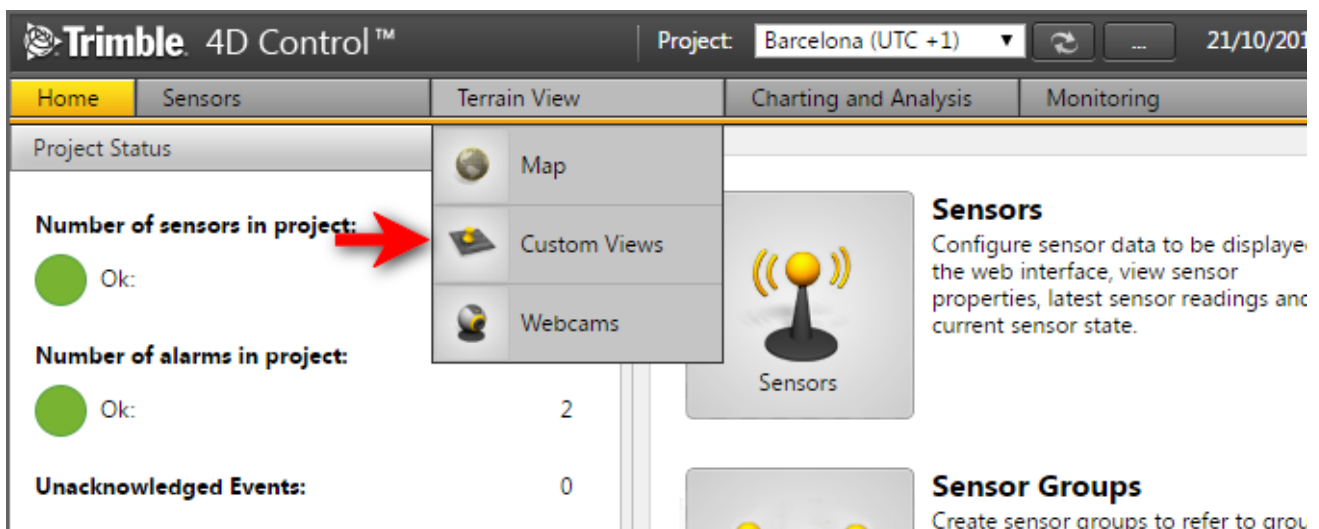 Trimble. 4D Control™ Project: Barcelona (UTC +1) ... 21/10/201
Home Sensors Terrain View Charting and Analysis Monitoring
Project Status
Map
Custom Views
Webcams
Number of sensors in project:
Ok:
Number of alarms in project:
Ok: 2
Unacknowledged Events: 0
Sensors
Sensors
Configure sensor data to be displaye
the web interface, view sensor
properties, latest sensor readings and
current sensor state.
Sensor Groups
Create sensor groups to refer to grou